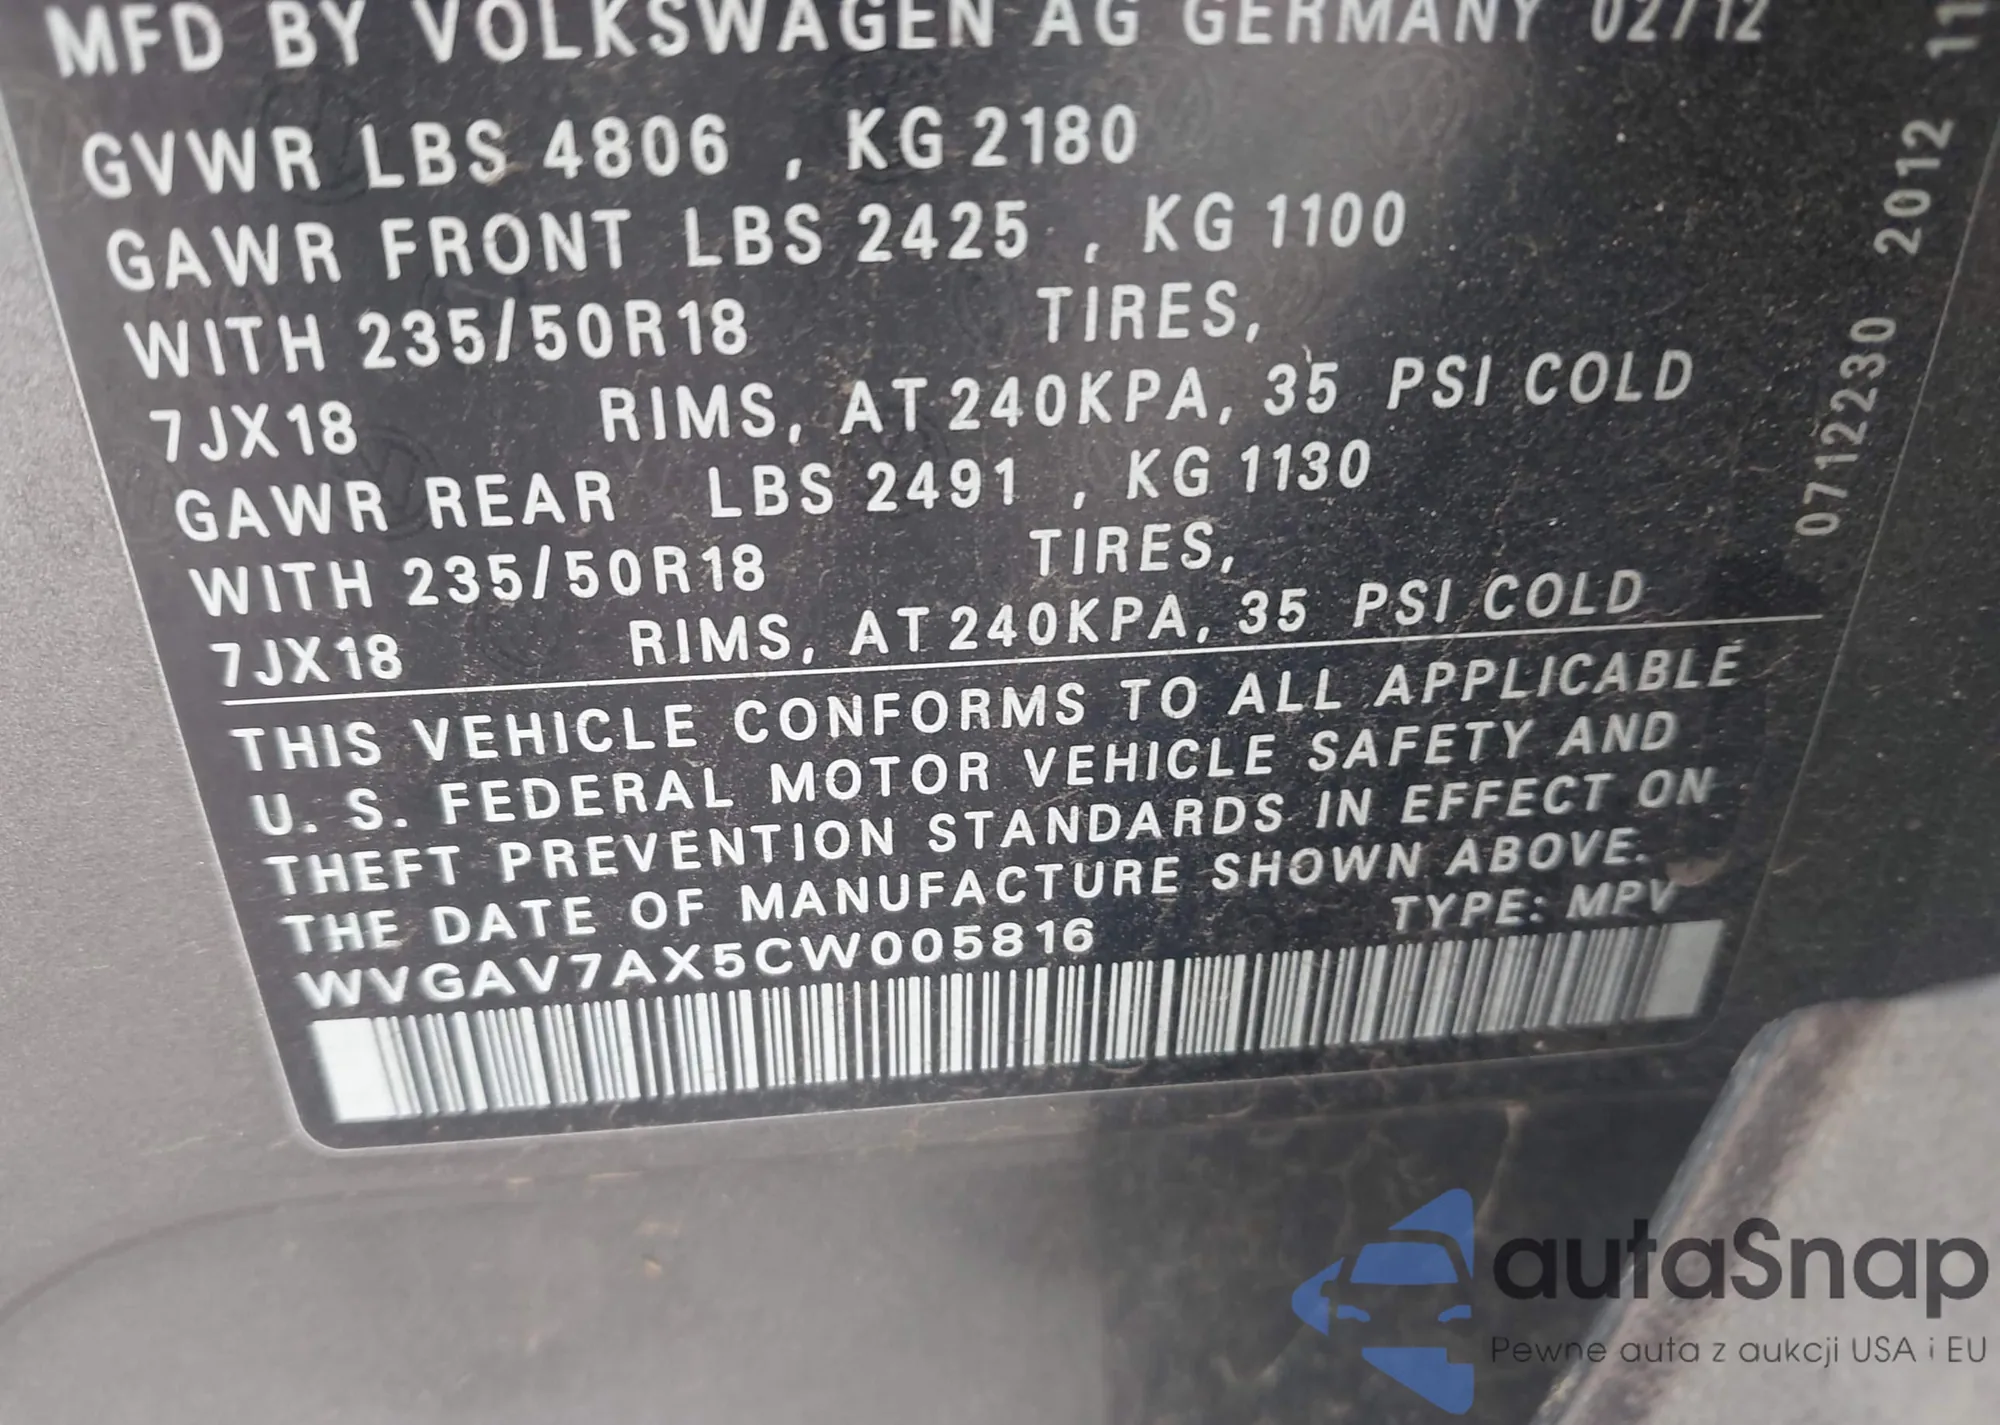 MFD BY VOLKSWAGEN AG GERMANY 02/12
GVWR LBS 4806 , KG 2180
GAWR FRONT LBS 2425 , KG 1100
WITH 235/50R18 TIRES,
7JX18 RIMS, AT 240KPA, 35 PSI COLD
GAWR REAR LBS 2491 , KG 1130
WITH 235/50R18 TIRES,
7JX18 RIMS, AT 240KPA, 35 PSI COLD
THIS VEHICLE CONFORMS TO ALL APPLICABLE
U. S. FEDERAL MOTOR VEHICLE SAFETY AND
THEFT PREVENTION STANDARDS IN EFFECT ON
THE DATE OF MANUFACTURE SHOWN ABOVE.
WVGAV7AX5CW005816 TYPE: MPV
0712230 2012 11
autaSnap
Pewne auta z aukcji USA i EU